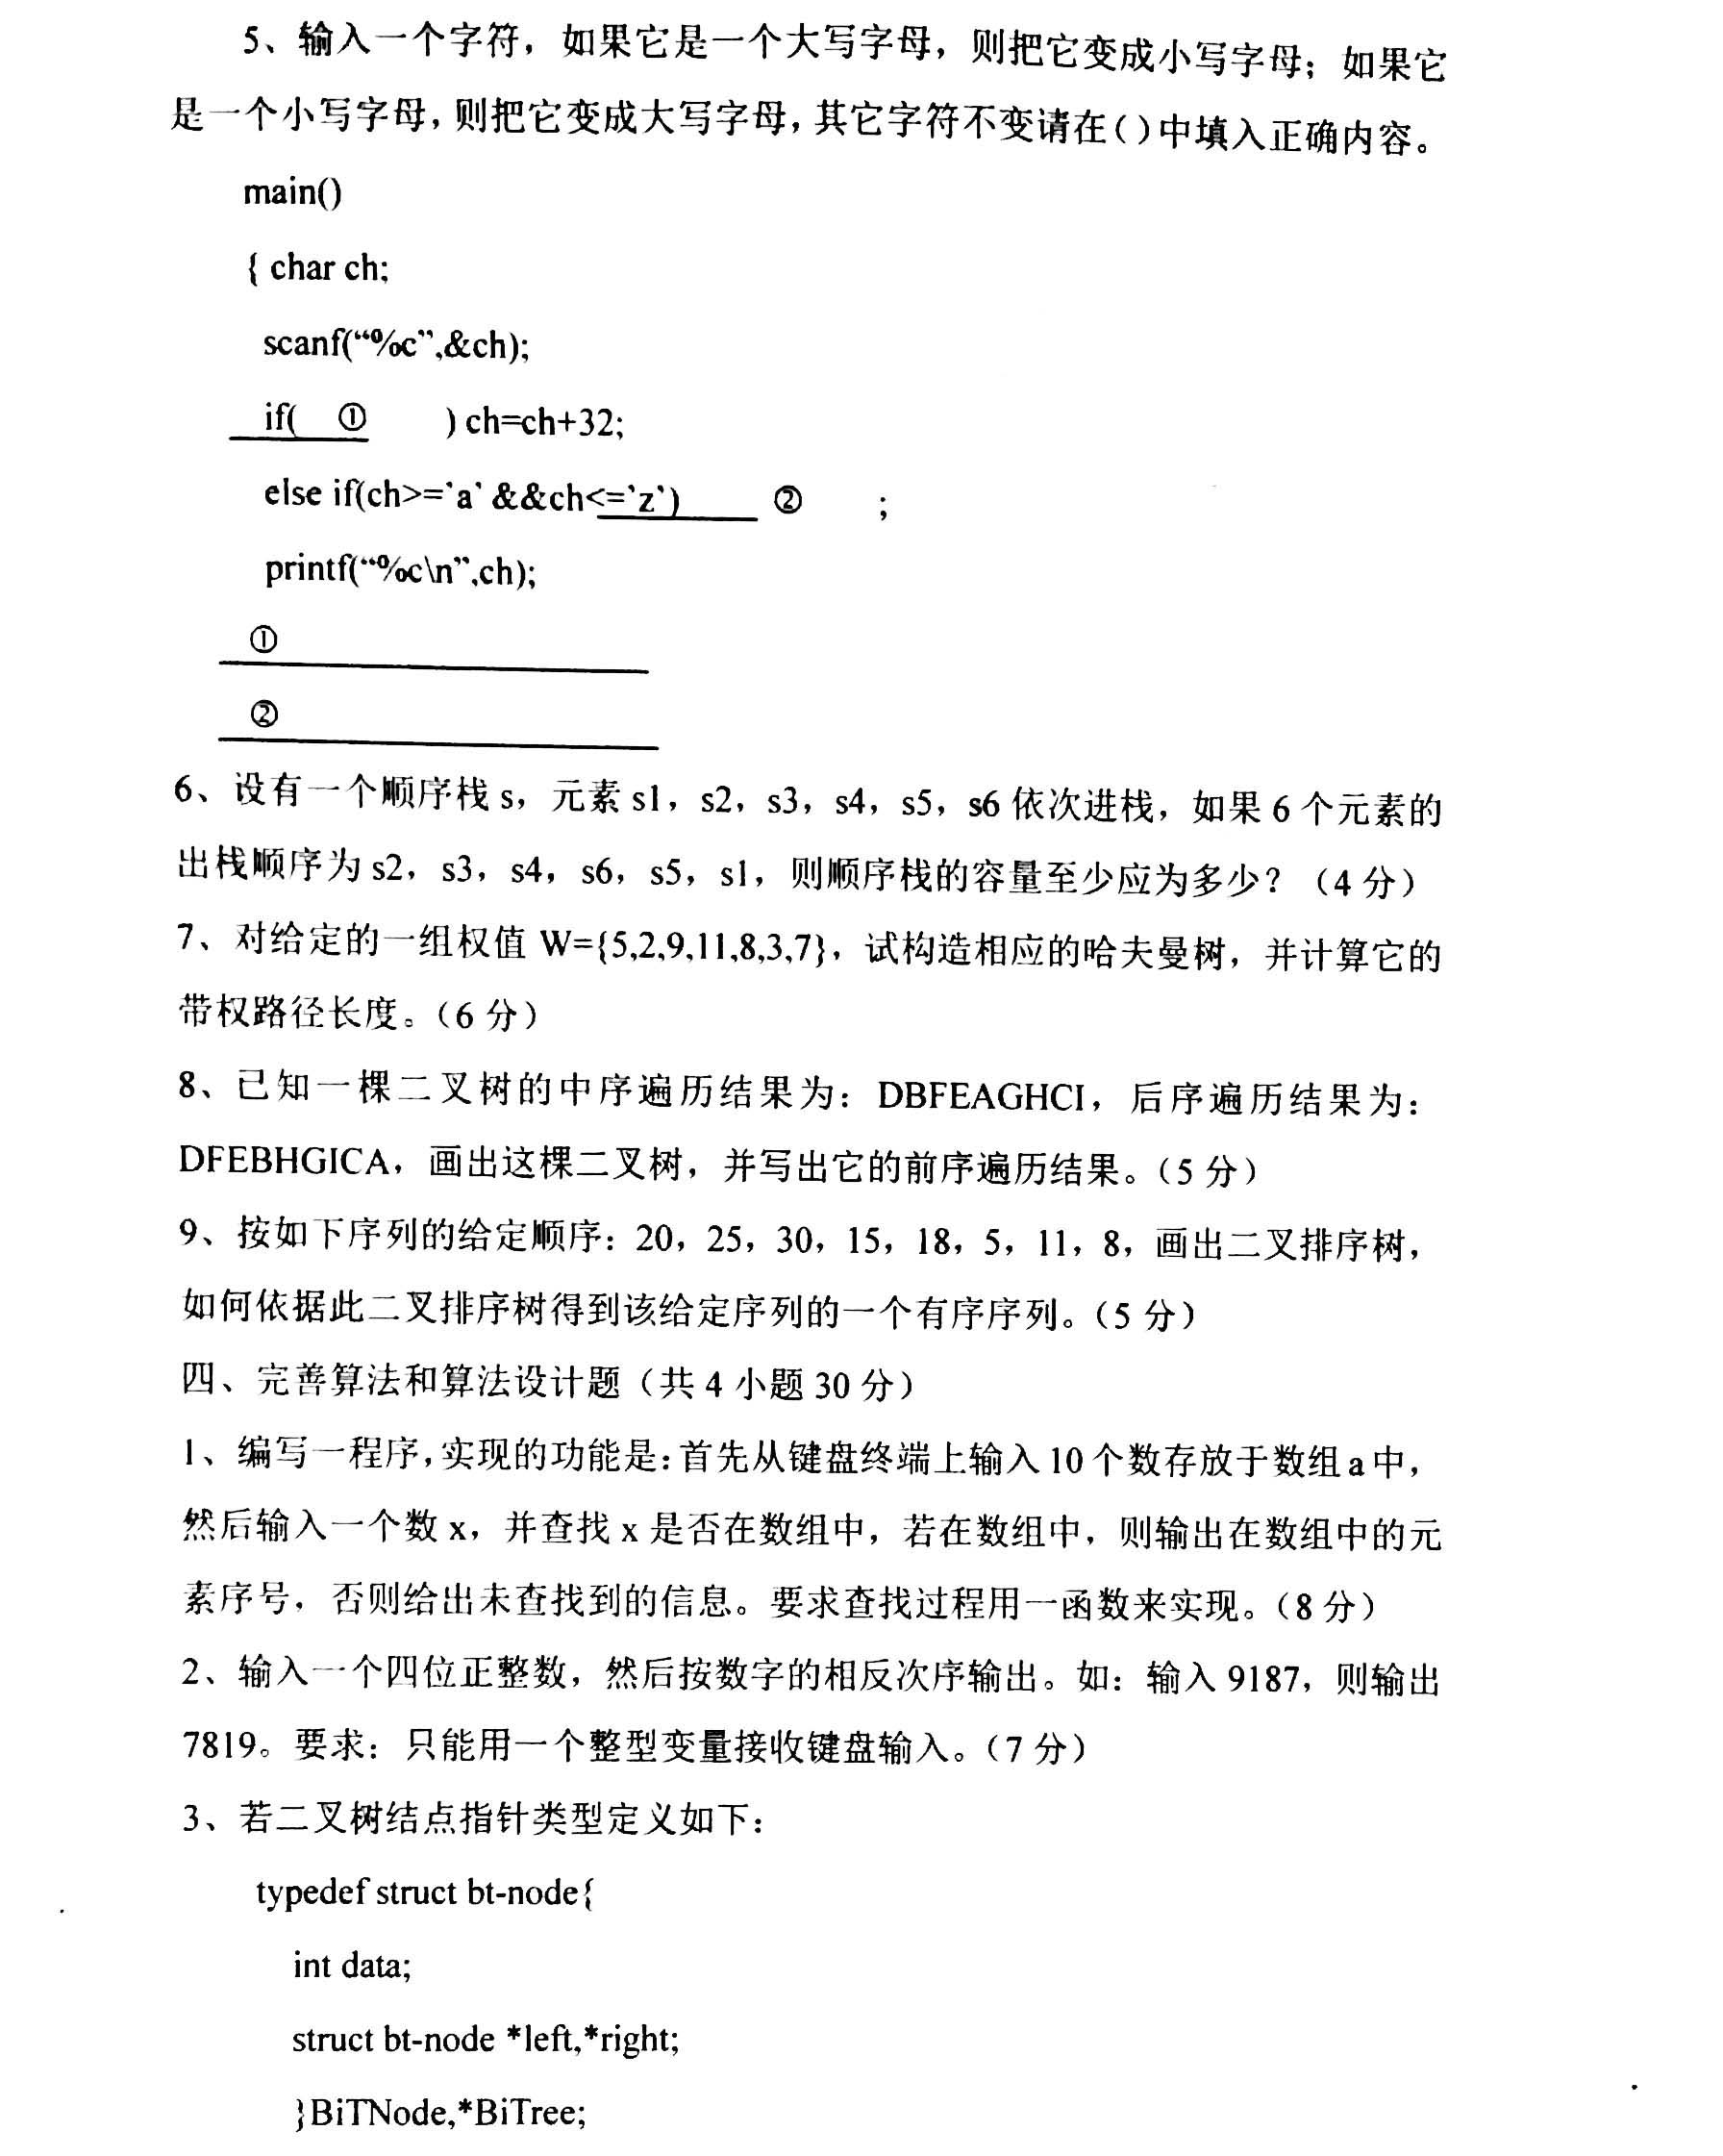 5、输入一个字符，如果它是一个大写字母，则把它变成小写字母；如果它
是一个小写字母，则把它变成大写字母，其它字符不变请在（）中填入正确内容。
main()
{ char ch;
scanf(“%c”,&ch);
if( ① ) ch=ch+32;
else if(ch>=‵a‵ &&ch<=‵z‵) ② ;
printf(“%c\n”,ch);
①
②
6、设有一个顺序栈 s，元素 s1，s2，s3，s4，s5，s6 依次进栈，如果 6 个元素的
出栈顺序为 s2，s3，s4，s6，s5，s1，则顺序栈的容量至少应为多少？（4 分）
7、对给定的一组权值 W={5,2,9,11,8,3,7}，试构造相应的哈夫曼树，并计算它的
带权路径长度。（6 分）
8、已知一棵二叉树的中序遍历结果为：DBFEAGHCI，后序遍历结果为：
DFEBHGICA，画出这棵二叉树，并写出它的前序遍历结果。（5 分）
9、按如下序列的给定顺序：20，25，30，15，18，5，11，8，画出二叉排序树，
如何依据此二叉排序树得到该给定序列的一个有序序列。（5 分）
四、完善算法和算法设计题（共 4 小题 30 分）
1、编写一程序，实现的功能是：首先从键盘终端上输入 10 个数存放于数组 a 中，
然后输入一个数 x，并查找 x 是否在数组中，若在数组中，则输出在数组中的元
素序号，否则给出未查找到的信息。要求查找过程用一函数来实现。（8 分）
2、输入一个四位正整数，然后按数字的相反次序输出。如：输入 9187，则输出
7819。要求：只能用一个整型变量接收键盘输入。（7 分）
3、若二叉树结点指针类型定义如下：
typedef struct bt-node{
int data;
struct bt-node *left,*right;
}BiTNode,*BiTree;